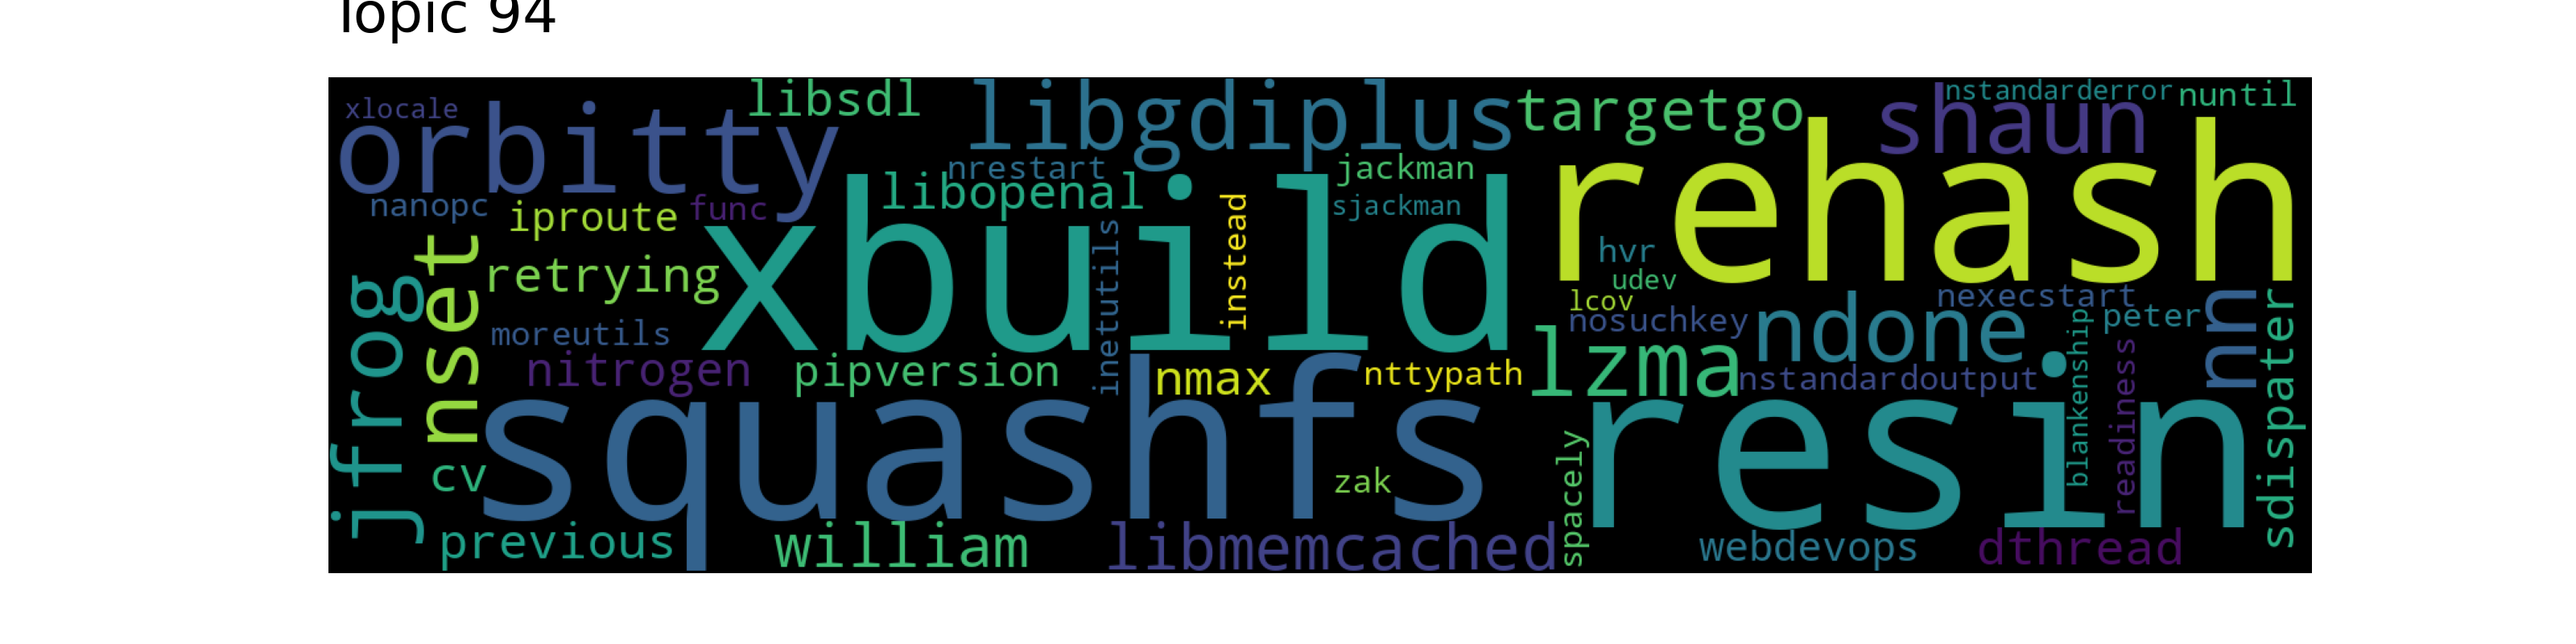 Topic 94
xlocale
orbitty
libsdl
libgdiplus
targetgo
shaun
nstandarderror
nuntil
nrestart
jackman
rehash
nanopc
iproute
func
libopenal
xbuild
sjackman
instead
inetutils
hvr
udev
lcov
nexecstart
nosuchkey
ndone
peter
nn
jfrog
nset
retrying
moreutils
nitrogen
pipversion
nmax
nttypath
lzma
nstandardoutput
blankenship
readiness
sdispater
cv
squashfs
zak
spacely
resin
previous
william
libmemcached
webdevops
dthread